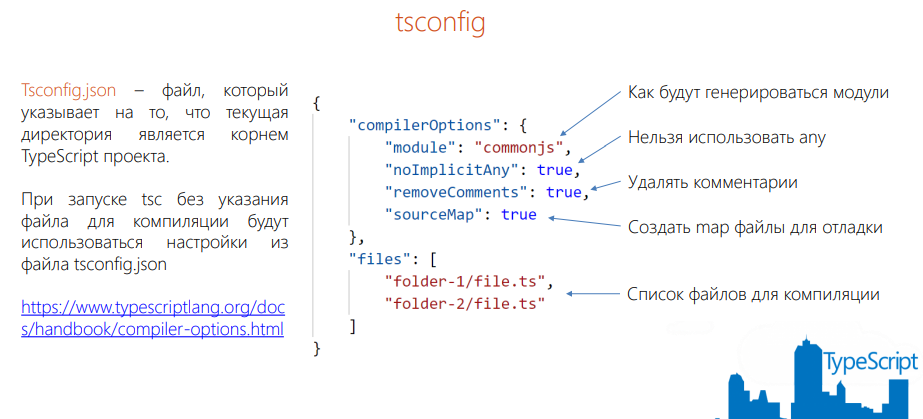 tsconfig
Tsconfig.json – файл, который
указывает на то, что текущая
директория является корнем
TypeScript проекта.
При запуске tsc без указания
файла для компиляции будут
использоваться настройки из
файла tsconfig.json
https://www.typescriptlang.org/doc
s/handbook/compiler-options.html
{
"compilerOptions": {
"module": "commonjs",
"noImplicitAny": true,
"removeComments": true,
"sourceMap": true
},
"files": [
"folder-1/file.ts",
"folder-2/file.ts"
]
}
Как будут генерироваться модули
Нельзя использовать any
Удалять комментарии
Создать map файлы для отладки
Список файлов для компиляции
TypeScript